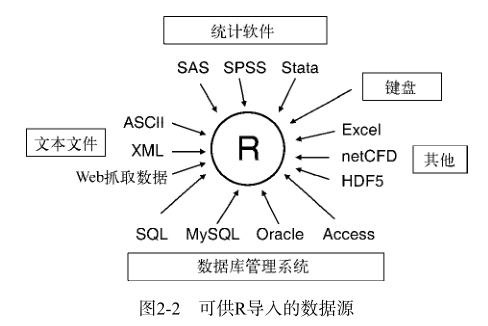 统计软件
SAS SPSS Stata
键盘
ASCII
Excel
文本文件
XML
R
netCFD
其他
Web抓取数据
HDF5
SQL MySQL Oracle Access
数据库管理系统
图2-2 可供R导入的数据源